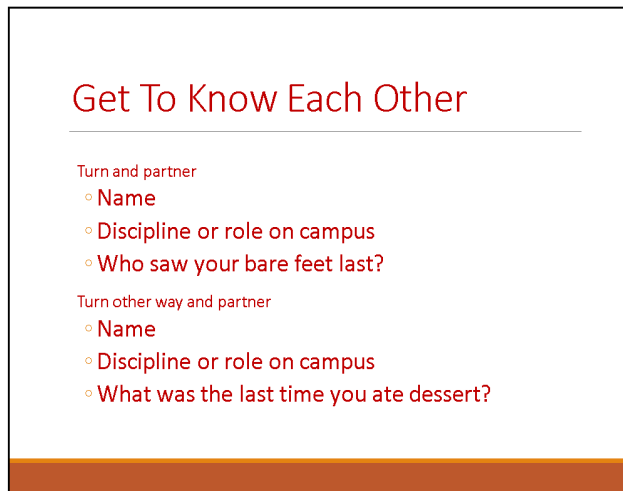 Get To Know Each Other
Turn and partner
◦ Name
◦ Discipline or role on campus
◦ Who saw your bare feet last?
Turn other way and partner
◦ Name
◦ Discipline or role on campus
◦ What was the last time you ate dessert?